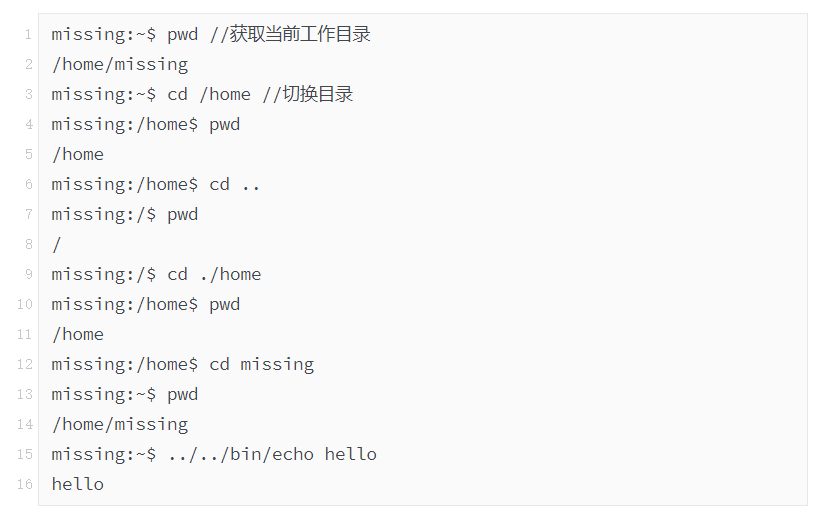 1 missing:~$ pwd //获取当前工作目录
2 /home/missing
3 missing:~$ cd /home //切换目录
4 missing:/home$ pwd
5 /home
6 missing:/home$ cd ..
7 missing:/$ pwd
8 /
9 missing:/$ cd ./home
10 missing:/home$ pwd
11 /home
12 missing:/home$ cd missing
13 missing:~$ pwd
14 /home/missing
15 missing:~$ ../../bin/echo hello
16 hello